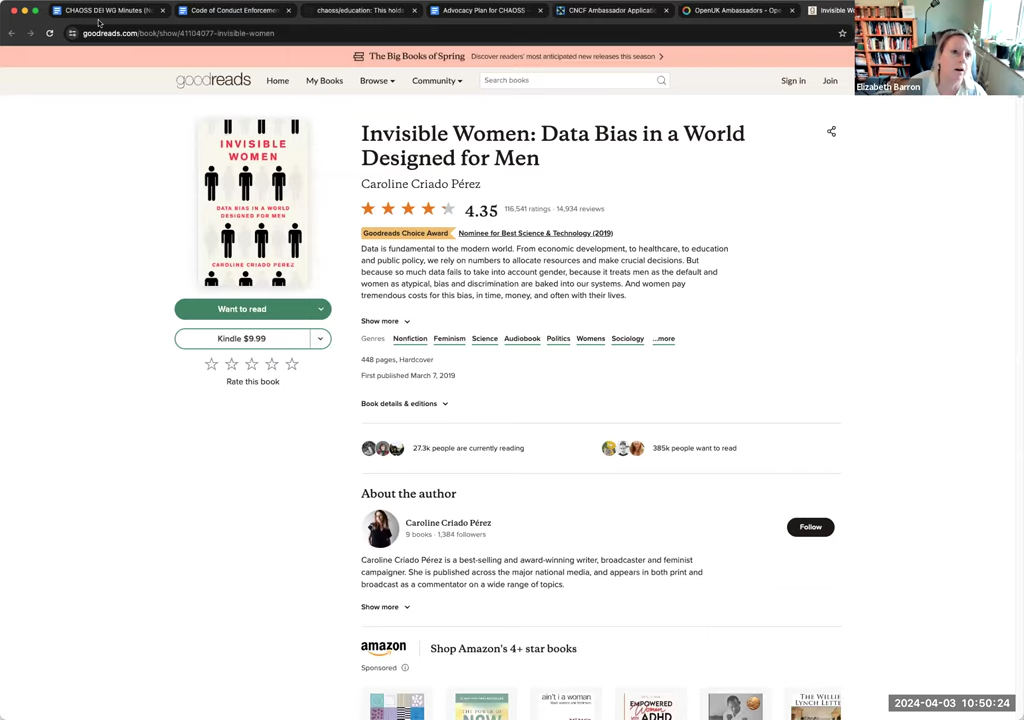 CHAOSS DEI WG Minutes (No
Code of Conduct Enforcemen
chaoss/education: This holds
Advocacy Plan for CHAOSS
CNCF Ambassador Applicatio
OpenUK Ambassadors - Open
Invisible Wo
goodreads.com/book/show/41104077-invisible-women
The Big Books of Spring Discover readers' most anticipated new releases this season
goodreads Home My Books Browse Community Search books Sign in Join
Elizabeth Barron
INVISIBLE
WOMEN
DATA BIAS IN A WORLD
DESIGNED FOR MEN
CAROLINE CRIADO PEREZ
Want to read
Kindle $9.99
Rate this book
Invisible Women: Data Bias in a World
Designed for Men
Caroline Criado Pérez
4.35 116,541 ratings · 14,934 reviews
Goodreads Choice Award Nominee for Best Science & Technology (2019)
Data is fundamental to the modern world. From economic development, to healthcare, to education
and public policy, we rely on numbers to allocate resources and make crucial decisions. But
because so much data fails to take into account gender, because it treats men as the default and
women as atypical, bias and discrimination are baked into our systems. And women pay
tremendous costs for this bias, in time, money, and often with their lives.
Show more
Genres Nonfiction Feminism Science Audiobook Politics Womens Sociology ...more
448 pages, Hardcover
First published March 7, 2019
Book details & editions
27.3k people are currently reading
385k people want to read
About the author
Caroline Criado Pérez
9 books · 1,384 followers
Follow
Caroline Criado Pérez is a best-selling and award-winning writer, broadcaster and feminist
campaigner. She is published across the major national media, and appears in both print and
broadcast as a commentator on a wide range of topics.
Show more
amazon Shop Amazon's 4+ star books
Sponsored
THE POWER OF
NOW
ain't i a woman
EMPOWERED
WOMAN
ADHD
THE WILLIE
LYNCH LETTE
2024-04-03 10:50:24